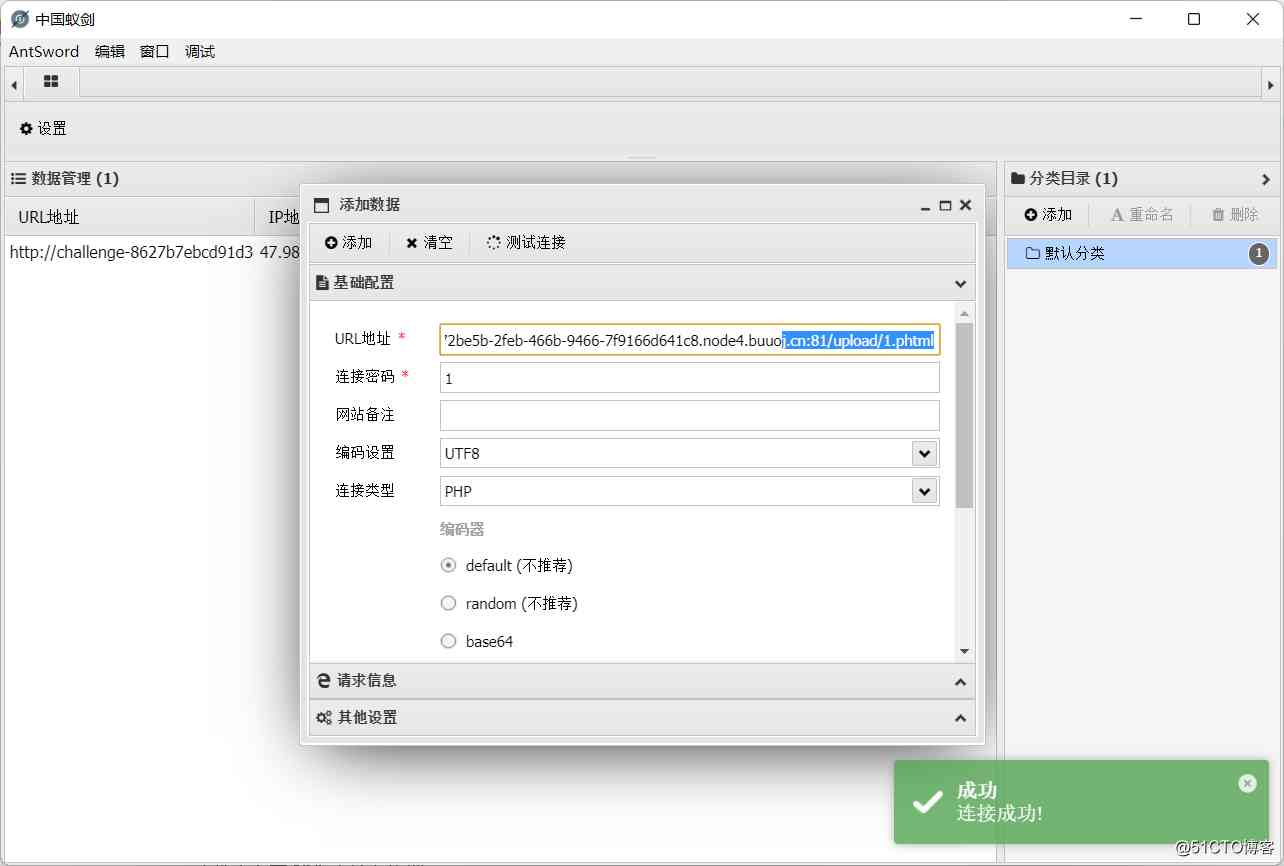 中国蚁剑
AntSword 编辑 窗口 调试
设置
数据管理 (1)
URL地址 IP地
http://challenge-8627b7ebcd91d3 47.98
添加数据
添加 清空 测试连接
基础配置
URL地址 *
2be5b-2feb-466b-9466-7f9166d641c8.node4.buuoj.cn:81/upload/1.phtml
连接密码 *
1
网站备注
编码设置
UTF8
连接类型
PHP
编码器
default (不推荐)
random (不推荐)
base64
请求信息
其他设置
分类目录 (1)
添加 重命名 删除
默认分类 1
成功
连接成功!
@51CTO博客